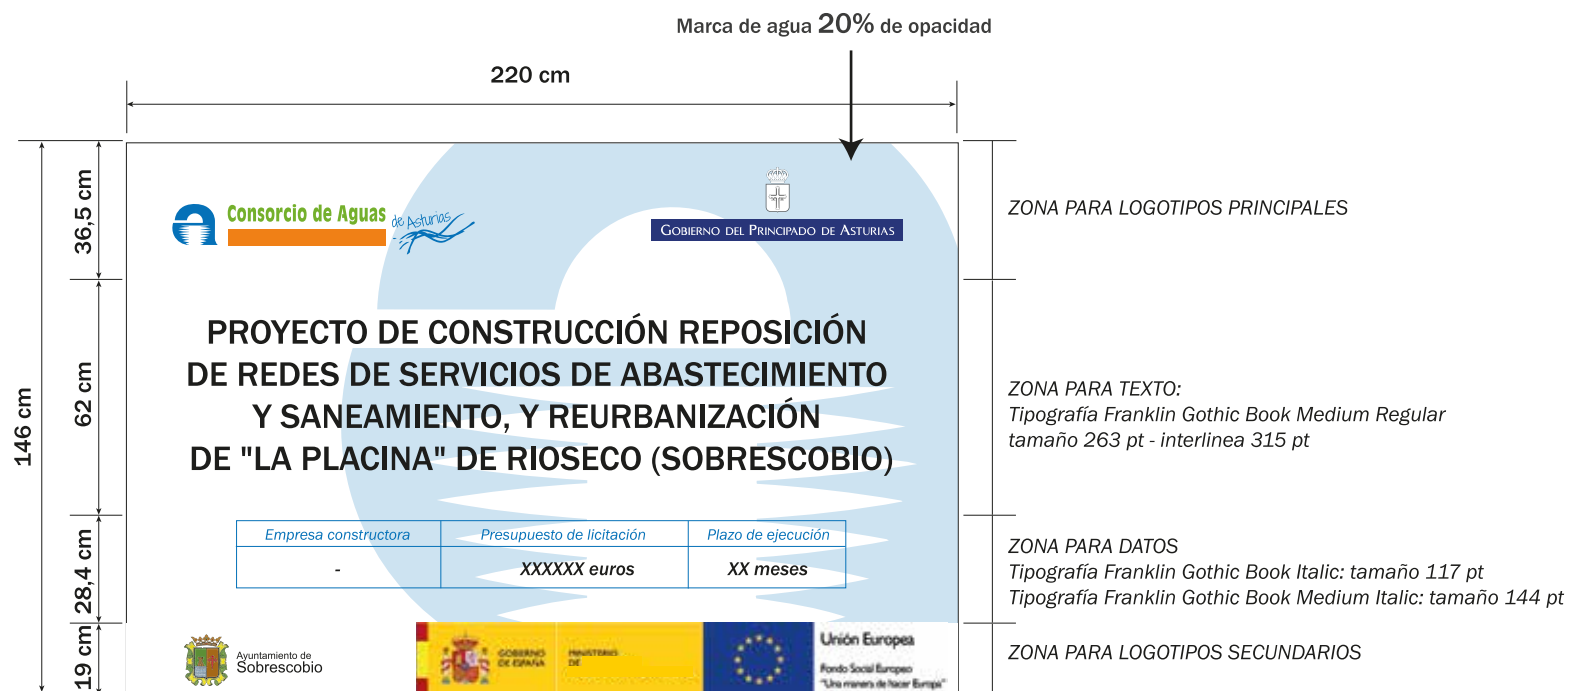 Marca de agua 20% de opacidad
220 cm
146 cm
36,5 cm
Consorcio de Aguas
de Asturias
GOBIERNO DEL PRINCIPADO DE ASTURIAS
ZONA PARA LOGOTIPOS PRINCIPALES
62 cm
PROYECTO DE CONSTRUCCIÓN REPOSICIÓN
DE REDES DE SERVICIOS DE ABASTECIMIENTO
Y SANEAMIENTO, Y REURBANIZACIÓN
DE "LA PLACINA" DE RIOSECO (SOBRESCOBIO)
ZONA PARA TEXTO:
Tipografía Franklin Gothic Book Medium Regular
tamaño 263 pt - interlinea 315 pt
28,4 cm
Empresa constructora Presupuesto de licitación Plazo de ejecución
- XXXXXX euros XX meses
ZONA PARA DATOS
Tipografía Franklin Gothic Book Italic: tamaño 117 pt
Tipografía Franklin Gothic Book Medium Italic: tamaño 144 pt
19 cm
Ayuntamiento de
Sobrescobio
GOBIERNO
DE ESPAÑA
MINISTERIO
DE
Unión Europea
Fondo Social Europeo
"Una manera de hacer Europa"
ZONA PARA LOGOTIPOS SECUNDARIOS